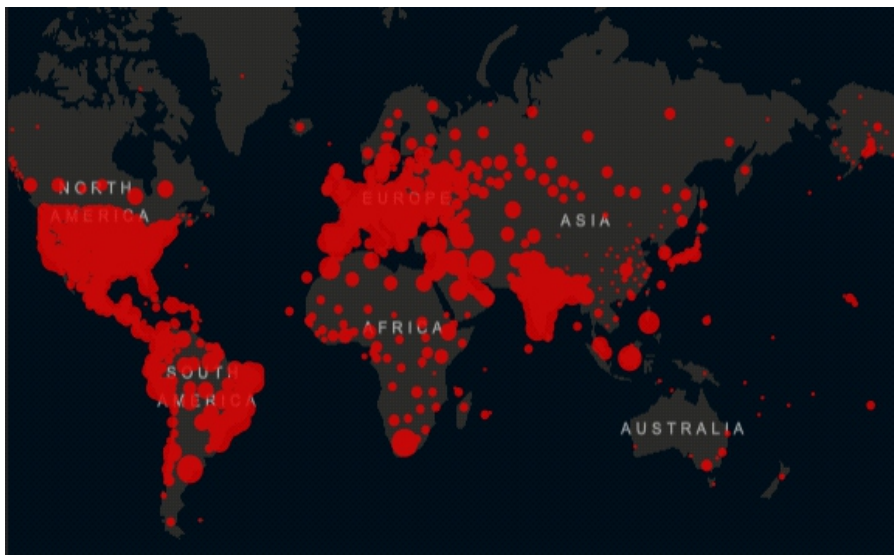 NORTH
AMERICA
EUROPE
ASIA
AFRICA
SOUTH
AMERICA
AUSTRALIA